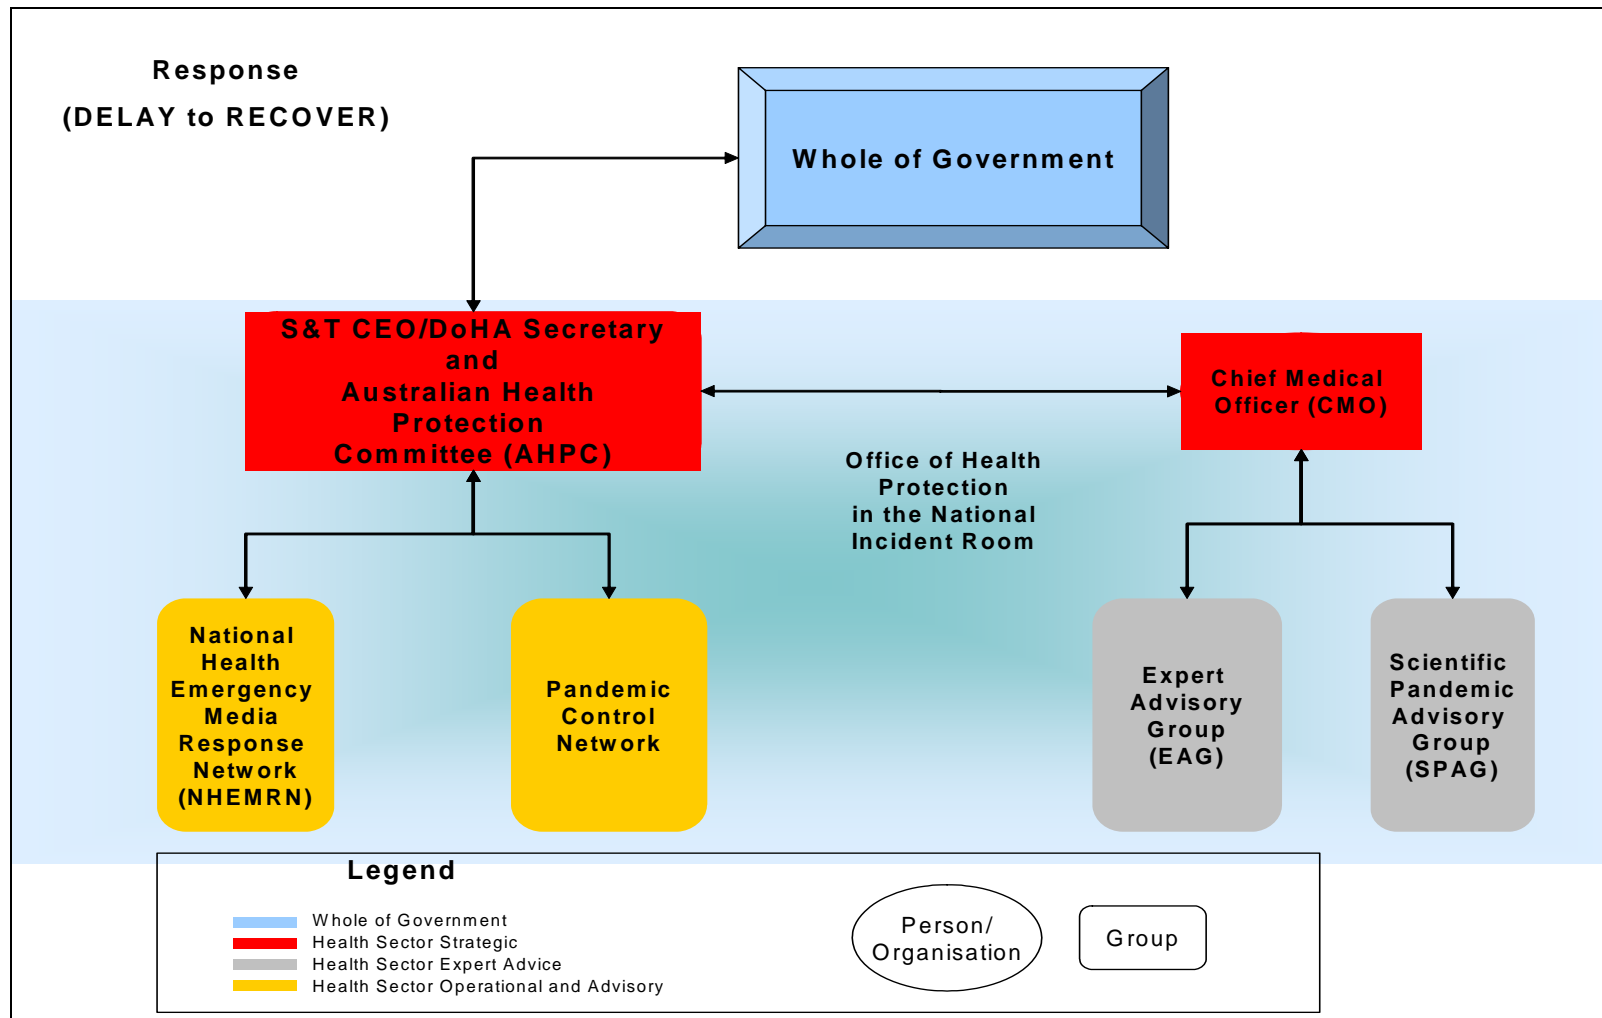 Response
(DELAY to RECOVER)
Whole of Government
S&T CEO/DoHA Secretary
and
Australian Health
Protection
Committee (AHPC)
Chief Medical
Officer (CMO)
Office of Health
Protection
in the National
Incident Room
National
Health
Emergency
Media
Response
Network
(NHEMRN)
Pandemic
Control
Network
Expert
Advisory
Group
(EAG)
Scientific
Pandemic
Advisory
Group
(SPAG)
Legend
Whole of Government
Health Sector Strategic
Health Sector Expert Advice
Health Sector Operational and Advisory
Person/
Organisation
Group